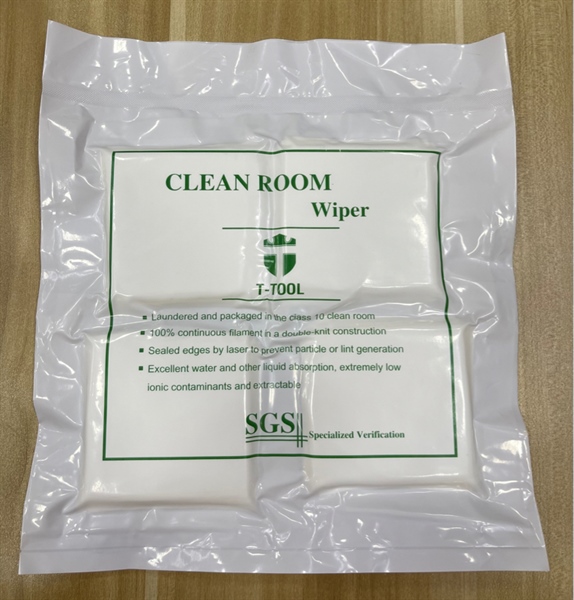 CLEAN ROOM
Wiper
T-TOOL
▪ Laundered and packaged in the class 10 clean room
▪ 100% continuous filament in a double-knit construction
▪ Sealed edges by laser to prevent particle or lint generation
▪ Excellent water and other liquid absorption, extremely low
ionic contaminants and extractable
SGS Specialized Verification